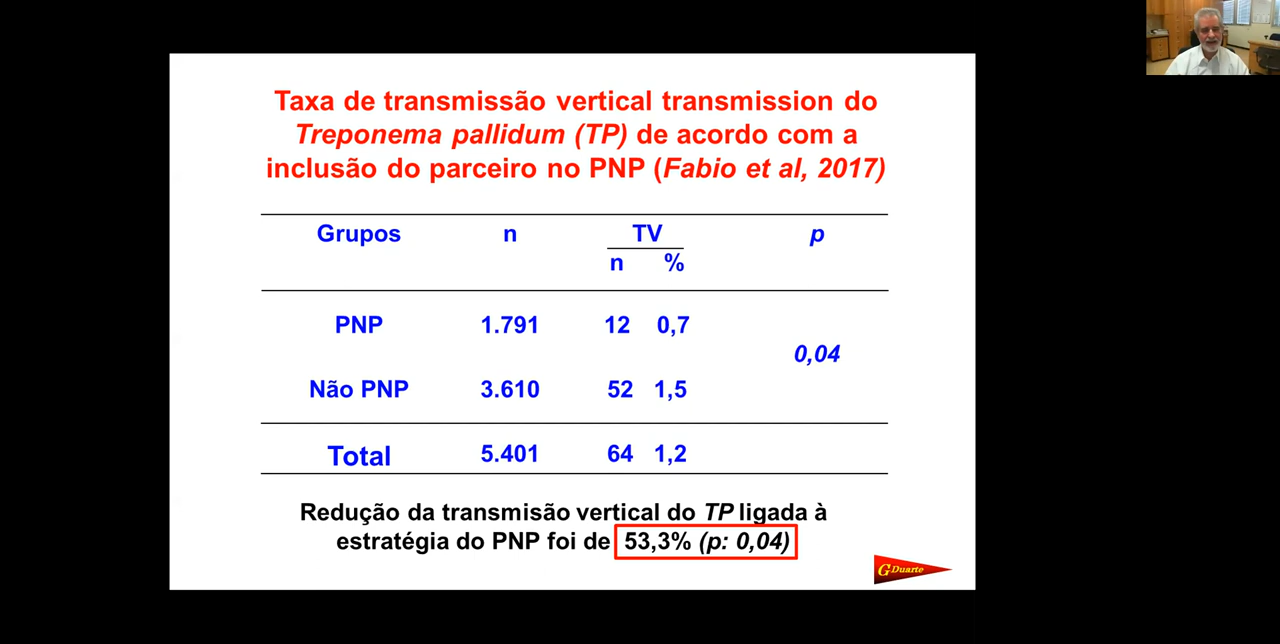 Taxa de transmissão vertical transmission do
Treponema pallidum (TP) de acordo com a
inclusão do parceiro no PNP (Fabio et al, 2017)
Grupos n TV p
n %
PNP 1.791 12 0,7
0,04
Não PNP 3.610 52 1,5
Total 5.401 64 1,2
Redução da transmisão vertical do TP ligada à
estratégia do PNP foi de 53,3% (p: 0,04)
G.Duarte